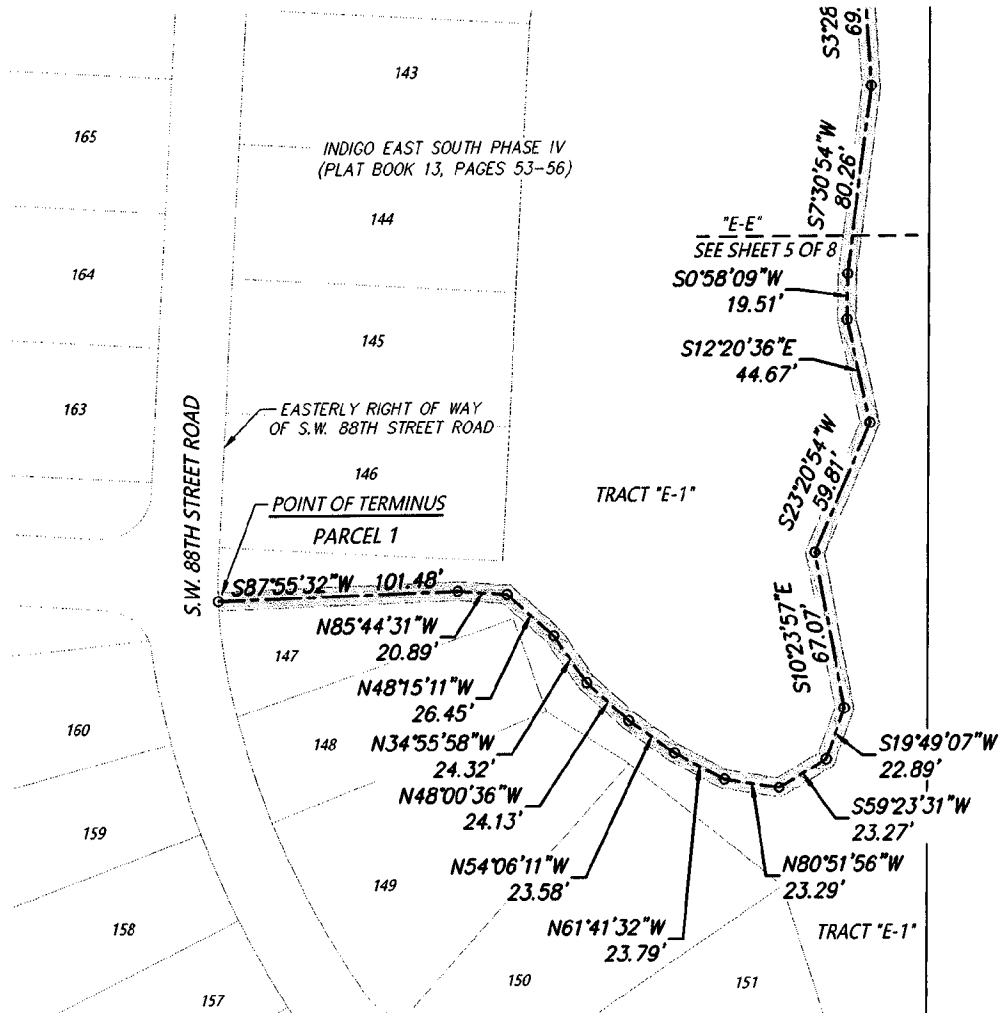 S3°28
69.
143
165
INDIGO EAST SOUTH PHASE IV
(PLAT BOOK 13, PAGES 53-56)
S7°30'54"W
80.26'
144
"E-E"
SEE SHEET 5 OF 8
164
S0°58'09"W
19.51'
145
S12°20'36"E
44.67'
163
EASTERLY RIGHT OF WAY
OF S.W. 88TH STREET ROAD
S.W. 88TH STREET ROAD
146
S23°20'54"W
59.81'
TRACT "E-1"
POINT OF TERMINUS
PARCEL 1
S87°55'32"W 101.48'
N85°44'31"W
20.89'
S10°23'57"E
67.07'
147
N48°15'11"W
26.45'
160
148
N34°55'58"W
24.32'
S19°49'07"W
22.89'
N48°00'36"W
24.13'
S59°23'31"W
23.27'
159
149
N54°06'11"W
23.58'
N80°51'56"W
23.29'
158
N61°41'32"W
23.79'
TRACT "E-1"
150
151
157